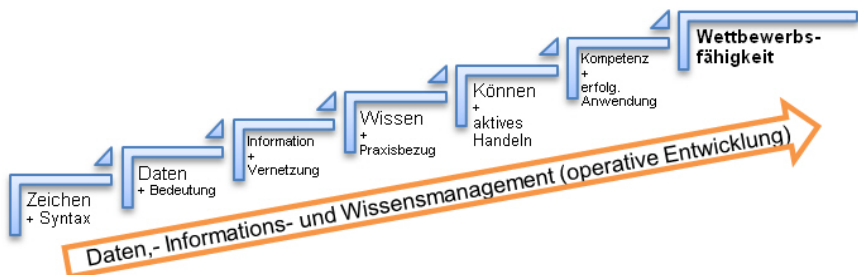 Zeichen
+ Syntax
Daten
+ Bedeutung
Information
+
Vernetzung
Wissen
+
Praxisbezug
Können
+
aktives
Handeln
Kompetenz
+
erfolg.
Anwendung
Wettbewerbs-
fähigkeit
Daten,- Informations- und Wissensmanagement (operative Entwicklung)